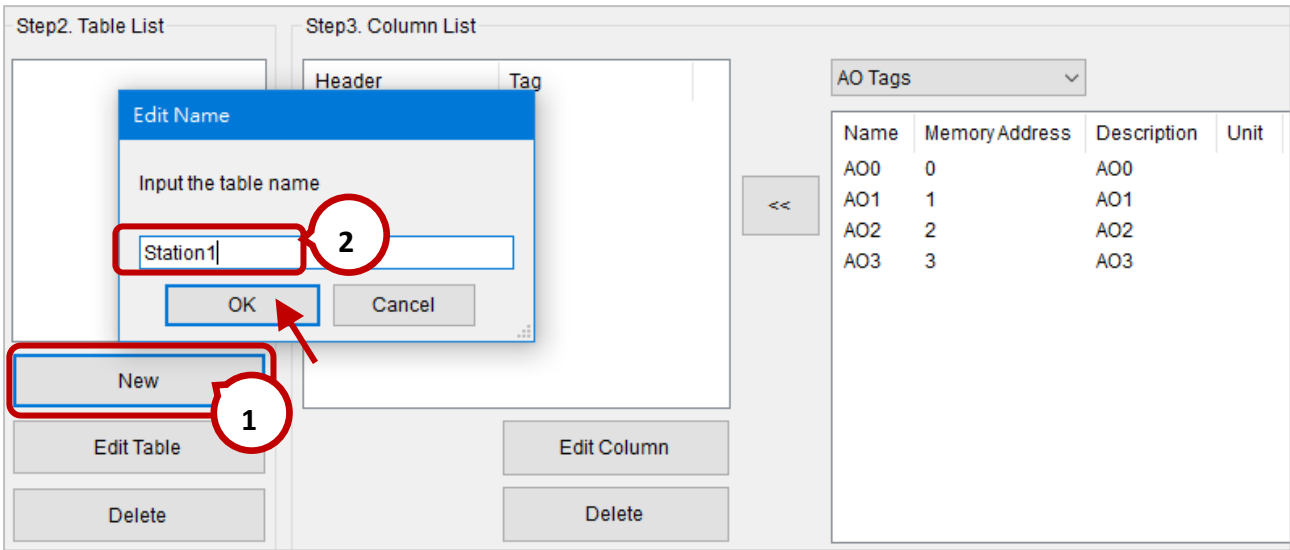 Step2. Table List
Step3. Column List
Header Tag
AO Tags
Edit Name
Input the table name
Station1
2
OK Cancel
<<
Name Memory Address Description Unit
AO0 0 AO0
AO1 1 AO1
AO2 2 AO2
AO3 3 AO3
New
1
Edit Table
Delete
Edit Column
Delete